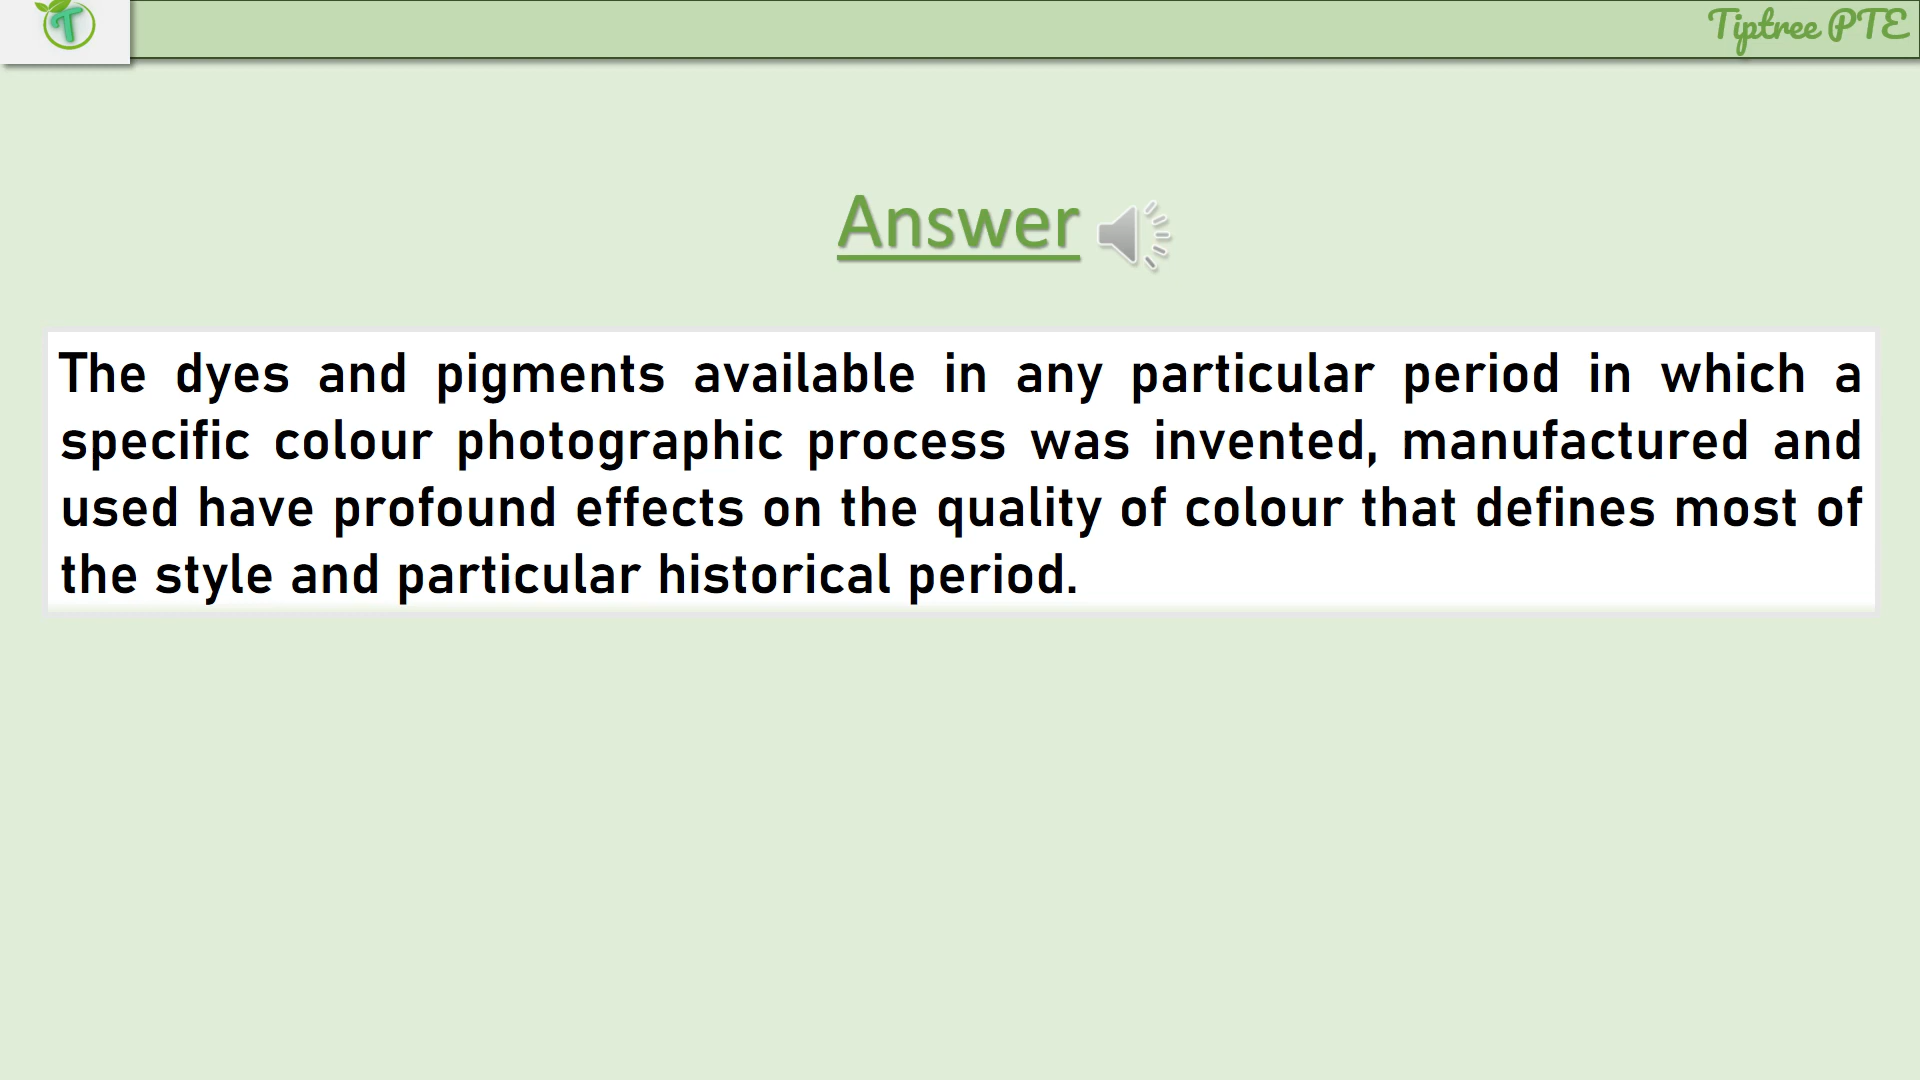 T
Tiptree PTE
Answer
The dyes and pigments available in any particular period in which a
specific colour photographic process was invented, manufactured and
used have profound effects on the quality of colour that defines most of
the style and particular historical period.